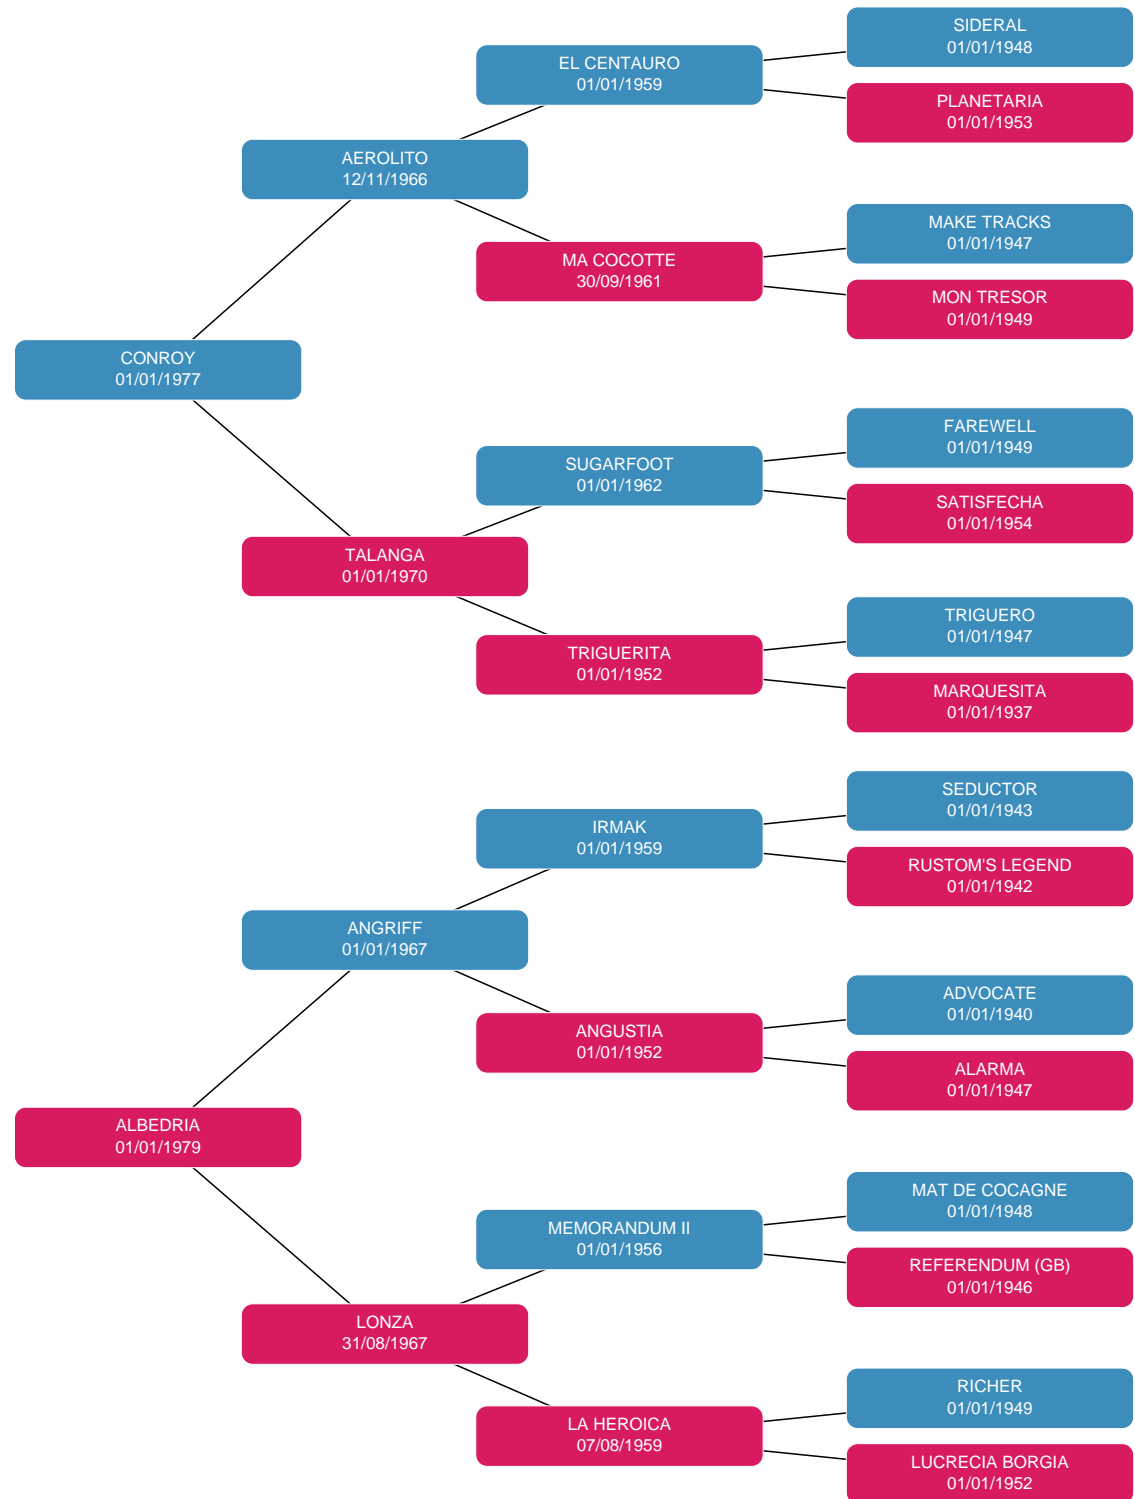 SIDERAL
01/01/1948
EL CENTAURO
01/01/1959
PLANETARIA
01/01/1953
AEROLITO
12/11/1966
MAKE TRACKS
01/01/1947
MA COCOTTE
30/09/1961
MON TRESOR
01/01/1949
CONROY
01/01/1977
FAREWELL
01/01/1949
SUGARFOOT
01/01/1962
SATISFECHA
01/01/1954
TALANGA
01/01/1970
TRIGUERO
01/01/1947
TRIGUERITA
01/01/1952
MARQUESITA
01/01/1937
SEDUCTOR
01/01/1943
IRMAK
01/01/1959
RUSTOM'S LEGEND
01/01/1942
ANGRIFF
01/01/1967
ADVOCATE
01/01/1940
ANGUSTIA
01/01/1952
ALARMA
01/01/1947
ALBEDRIA
01/01/1979
MAT DE COCAGNE
01/01/1948
MEMORANDUM II
01/01/1956
REFERENDUM (GB)
01/01/1946
LONZA
31/08/1967
RICHER
01/01/1949
LA HEROICA
07/08/1959
LUCRECIA BORGIA
01/01/1952